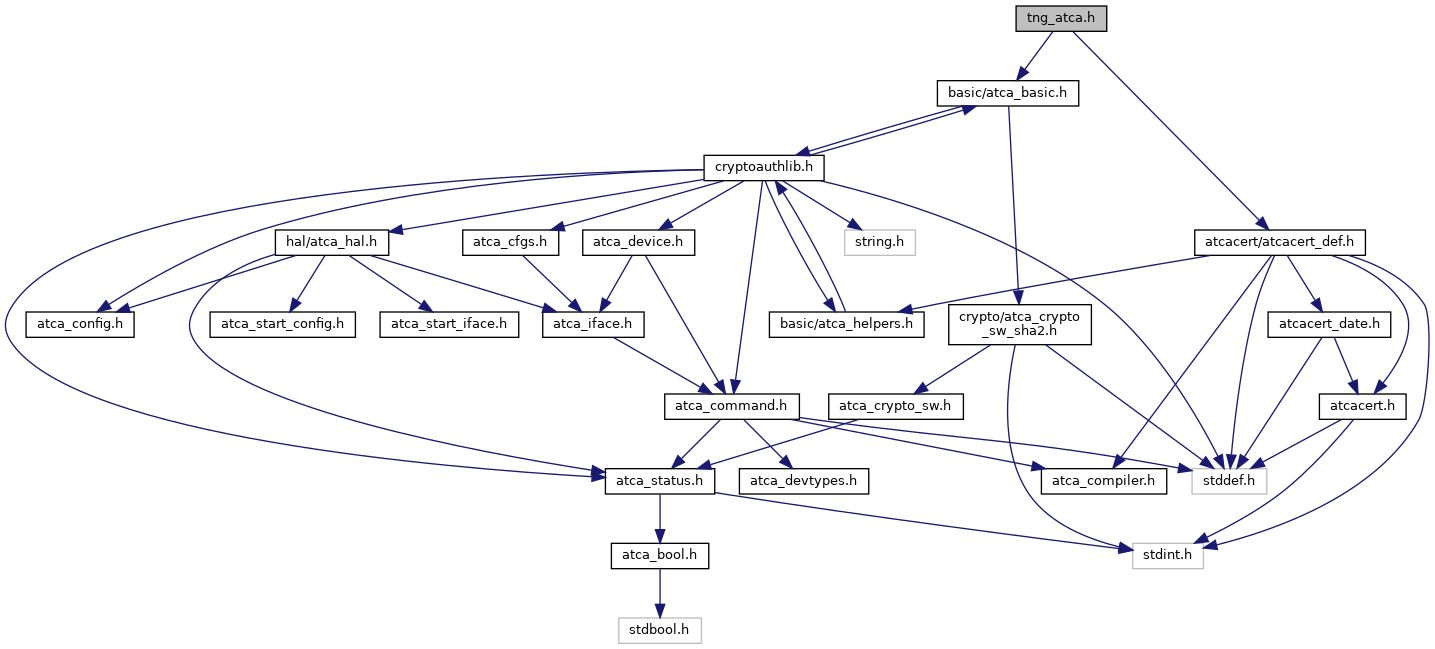 tng_atca.h
basic/atca_basic.h
cryptoauthlib.h
hal/atca_hal.h
atca_cfgs.h
atca_device.h
string.h
atcacert/atcacert_def.h
atca_config.h
atca_start_config.h
atca_start_iface.h
atca_iface.h
basic/atca_helpers.h
crypto/atca_crypto
_sw_sha2.h
atcacert_date.h
atca_command.h
atca_crypto_sw.h
atcacert.h
atca_status.h
atca_devtypes.h
atca_compiler.h
stddef.h
atca_bool.h
stdint.h
stdbool.h